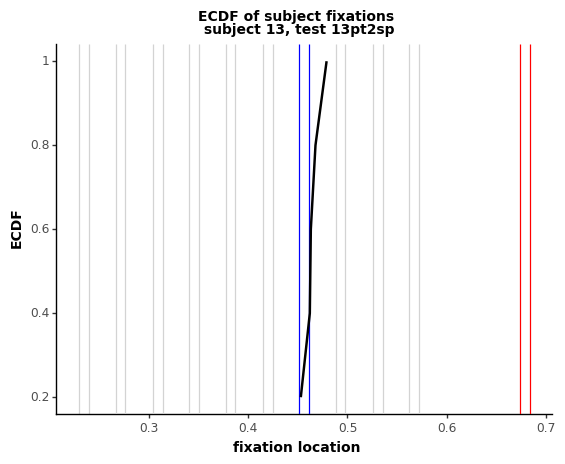 ECDF of subject fixations
subject 13, test 13pt2sp
1
0.8
0.6
0.4
0.2
ECDF
0.3 0.4 0.5 0.6 0.7
fixation location